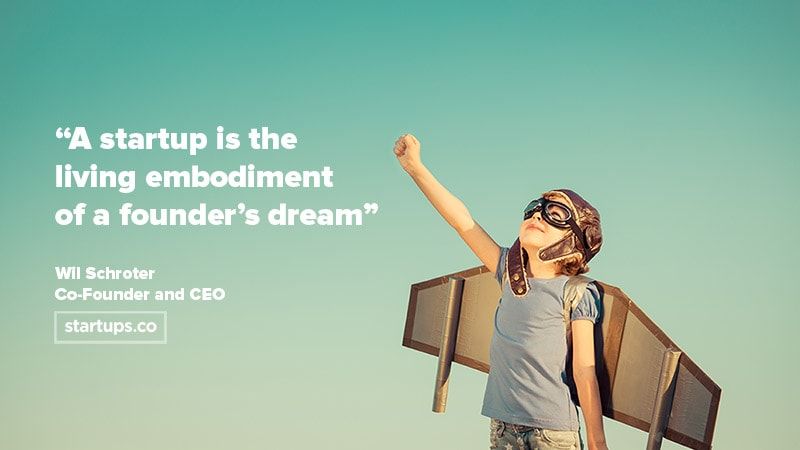 “A startup is the
living embodiment
of a founder’s dream”
Wil Schroter
Co-Founder and CEO
startups.co